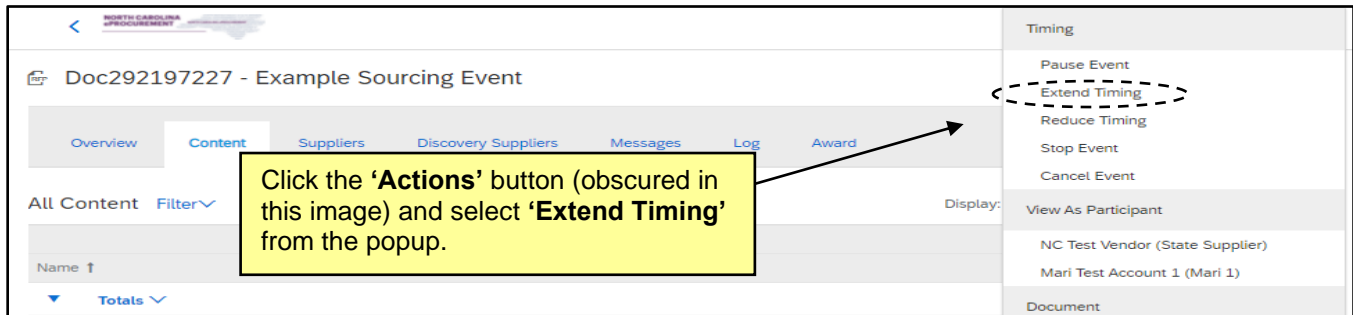 NORTH CAROLINA
ePROCUREMENT
Doc292197227 - Example Sourcing Event
Overview Content Suppliers Discovery Suppliers Messages Log Award
All Content Filter
Display:
Name ↑
Totals
Click the ‘Actions’ button (obscured in
this image) and select ‘Extend Timing’
from the popup.
Timing
Pause Event
Extend Timing
Reduce Timing
Stop Event
Cancel Event
View As Participant
NC Test Vendor (State Supplier)
Mari Test Account 1 (Mari 1)
Document